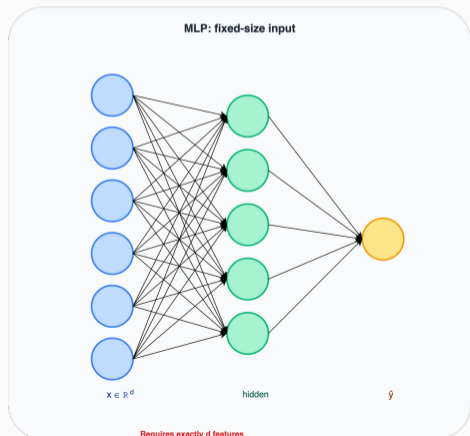 MLP: fixed-size input
x ∈ ℝᵈ hidden ŷ
Requires exactly d features